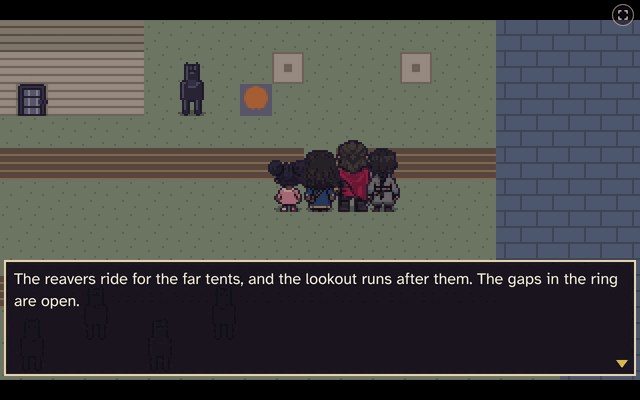 The reavers ride for the far tents, and the lookout runs after them. The gaps in the ring
are open.